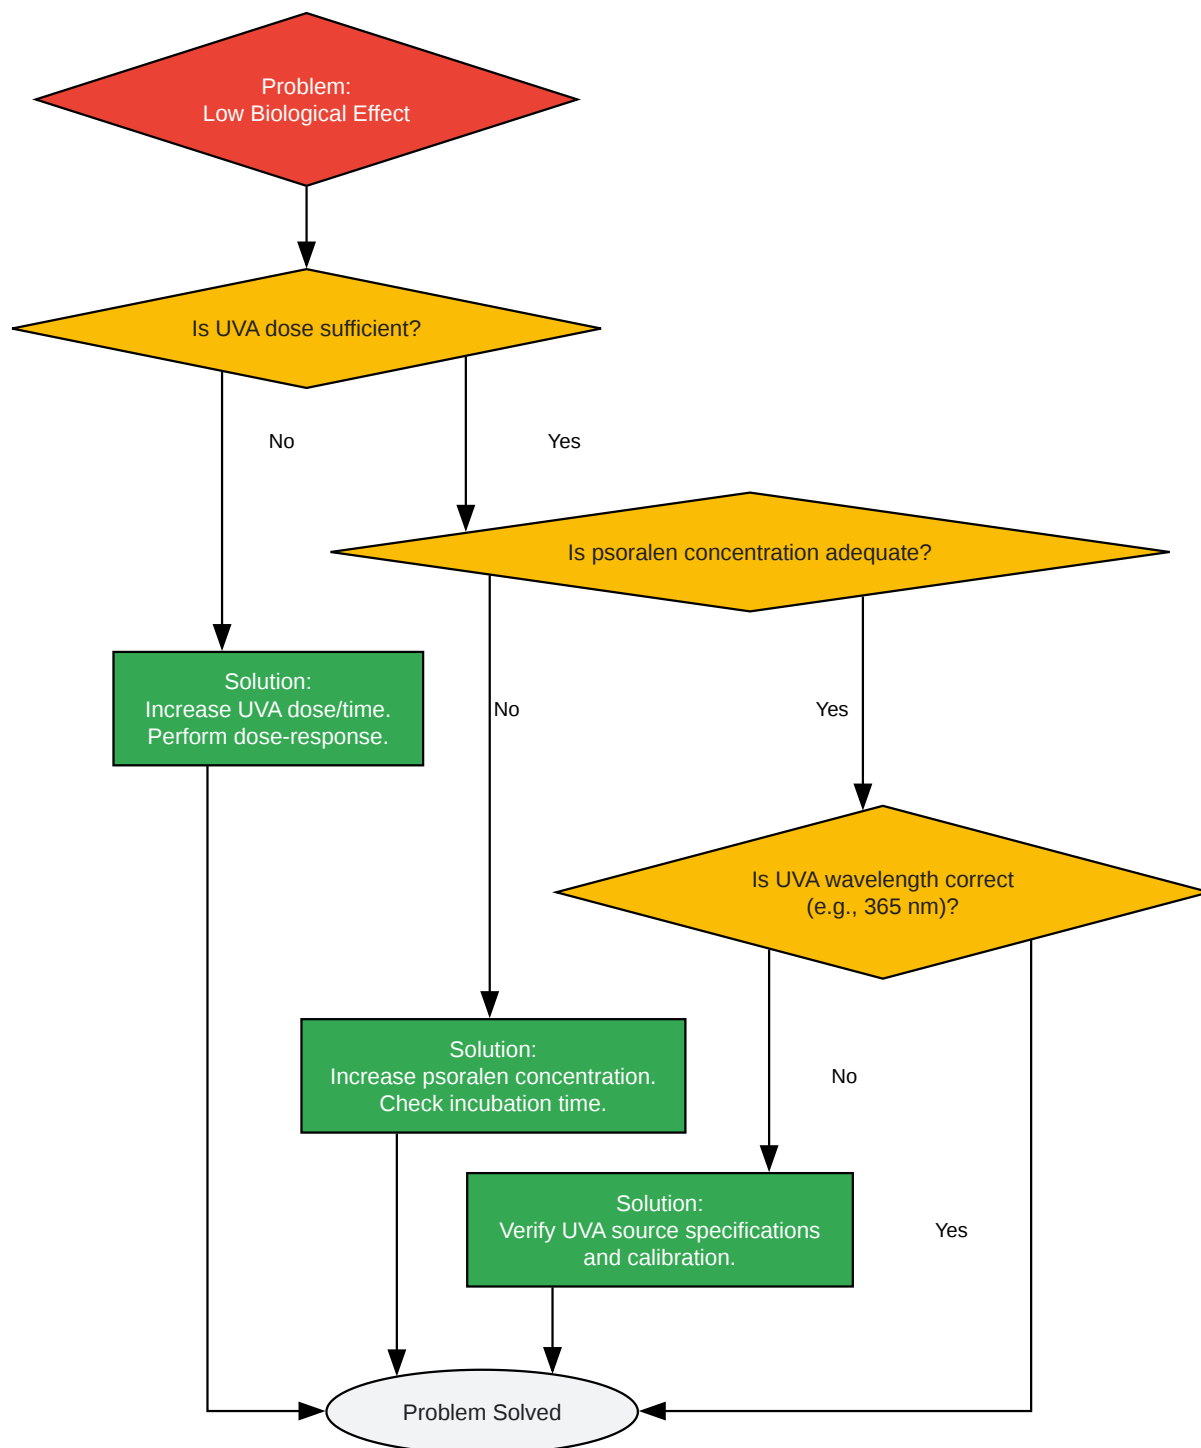 Problem:
Low Biological Effect
Is UVA dose sufficient?
No
Yes
Is psoralen concentration adequate?
Solution:
Increase UVA dose/time.
Perform dose-response.
No
Yes
Is UVA wavelength correct
(e.g., 365 nm)?
Solution:
Increase psoralen concentration.
Check incubation time.
No
Solution:
Verify UVA source specifications
and calibration.
Yes
Problem Solved